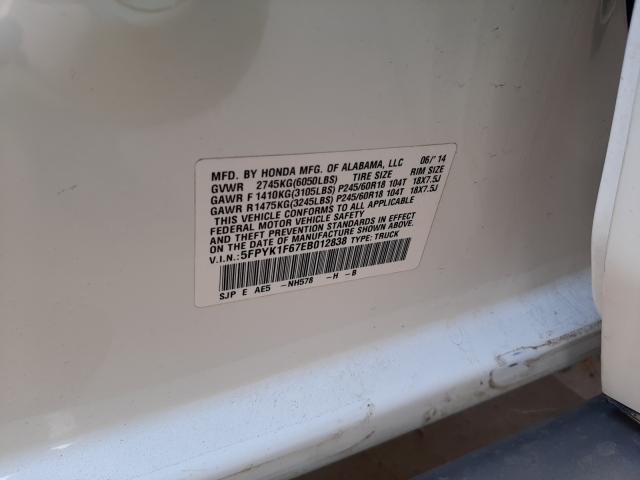 MFD. BY HONDA MFG. OF ALABAMA, LLC 06/'14
GVWR 2745KG(6050LBS) TIRE SIZE RIM SIZE
GAWR F 1410KG(3105LBS) P245/60R18 104T 18X7.5J
GAWR R1475KG(3245LBS) P245/60R18 104T 18X7.5J
THIS VEHICLE CONFORMS TO ALL APPLICABLE
FEDERAL MOTOR VEHICLE SAFETY
AND THEFT PREVENTION STANDARDS IN EFFECT ON
THE DATE OF MANUFACTURE SHOWN ABOVE.
V.I.N.:5FPYK1F67EB012838 TYPE: TRUCK
SJP E AE5 -NH578 -H -B